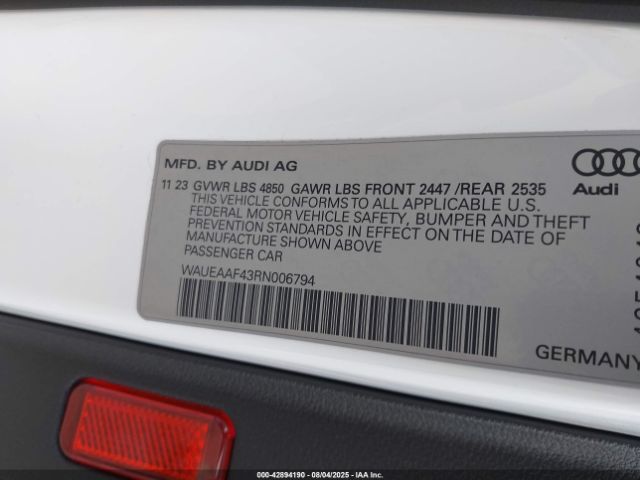 MFD. BY AUDI AG
11 23 GVWR LBS 4850 GAWR LBS FRONT 2447 /REAR 2535
THIS VEHICLE CONFORMS TO ALL APPLICABLE U.S.
FEDERAL MOTOR VEHICLE SAFETY, BUMPER AND THEFT
PREVENTION STANDARDS IN EFFECT ON THE DATE OF
MANUFACTURE SHOWN ABOVE
PASSENGER CAR
WAUEAAF43RN006794
Audi
GERMANY
000-42894190 - 08/04/2025 - Copyright IAA, Inc.